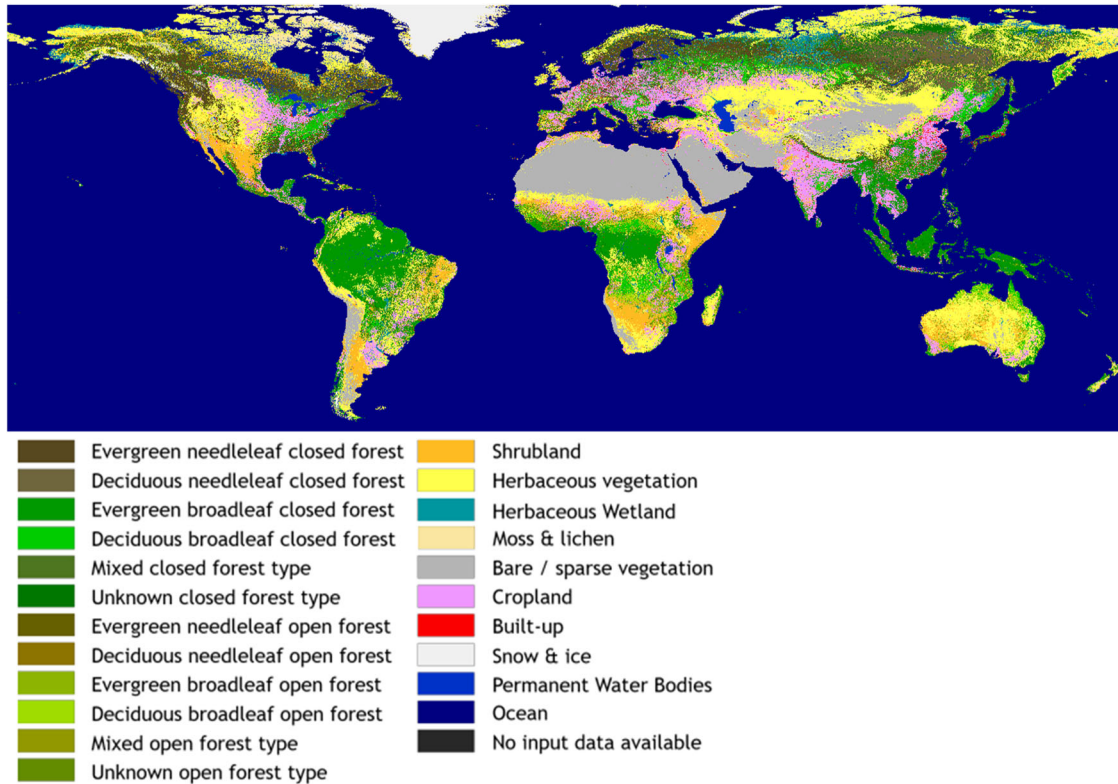 Evergreen needleleaf closed forest
Deciduous needleleaf closed forest
Evergreen broadleaf closed forest
Deciduous broadleaf closed forest
Mixed closed forest type
Unknown closed forest type
Evergreen needleleaf open forest
Deciduous needleleaf open forest
Evergreen broadleaf open forest
Deciduous broadleaf open forest
Mixed open forest type
Unknown open forest type
Shrubland
Herbaceous vegetation
Herbaceous Wetland
Moss & lichen
Bare / sparse vegetation
Cropland
Built-up
Snow & ice
Permanent Water Bodies
Ocean
No input data available